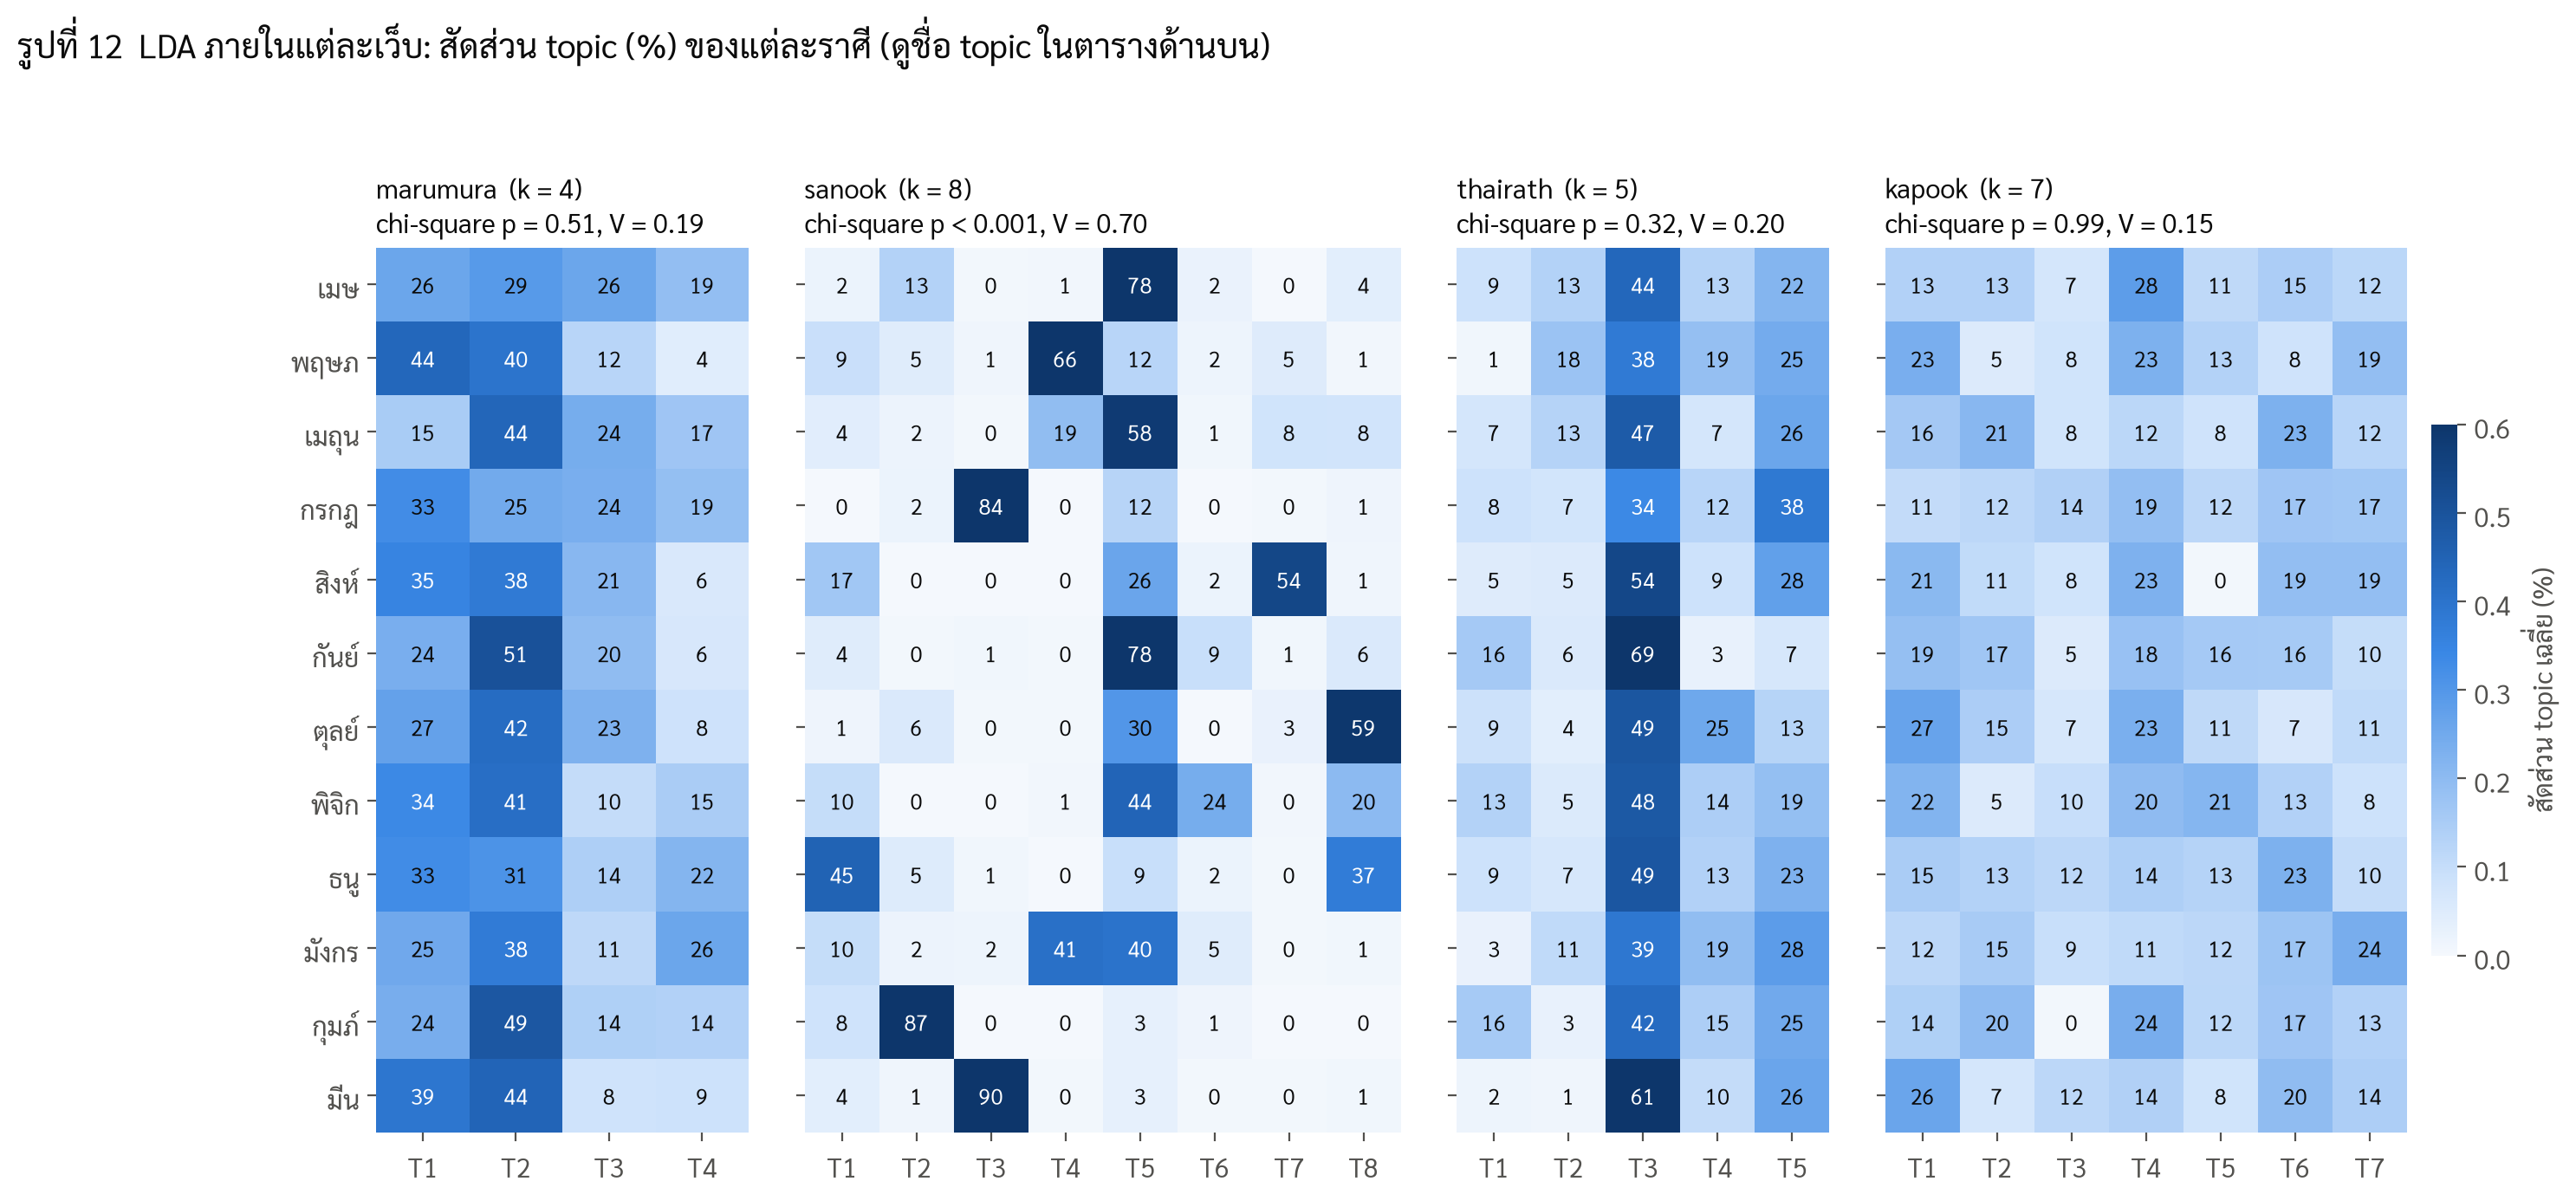 รูปที่ 12 LDA ภายในแต่ละเว็บ: สัดส่วน topic (%) ของแต่ละราศี (ดูชื่อ topic ในตารางด้านบน)
marumura (k = 4)
chi-square p = 0.51, V = 0.19
sanook (k = 8)
chi-square p < 0.001, V = 0.70
thairath (k = 5)
chi-square p = 0.32, V = 0.20
kapook (k = 7)
chi-square p = 0.99, V = 0.15
เมษ 26 29 26 19 2 13 0 1 78 2 0 4 9 13 44 13 22 13 13 7 28 11 15 12
พฤษภ 44 40 12 4 9 5 1 66 12 2 5 1 1 18 38 19 25 23 5 8 23 13 8 19
เมถุน 15 44 24 17 4 2 0 19 58 1 8 8 7 13 47 7 26 16 21 8 12 8 23 12
กรกฎ 33 25 24 19 0 2 84 0 12 0 0 1 8 7 34 12 38 11 12 14 19 12 17 17
สิงห์ 35 38 21 6 17 0 0 0 26 2 54 1 5 5 54 9 28 21 11 8 23 0 19 19
กันย์ 24 51 20 6 4 0 1 0 78 9 1 6 16 6 69 3 7 19 17 5 18 16 16 10
ตุลย์ 27 42 23 8 1 6 0 0 30 0 3 59 9 4 49 25 13 27 15 7 23 11 7 11
พิจิก 34 41 10 15 10 0 0 1 44 24 0 20 13 5 48 14 19 22 5 10 20 21 13 8
ธนู 33 31 14 22 45 5 1 0 9 2 0 37 9 7 49 13 23 15 13 12 14 13 23 10
มังกร 25 38 11 26 10 2 2 41 40 5 0 1 3 11 39 19 28 12 15 9 11 12 17 24
กุมภ์ 24 49 14 14 8 87 0 0 3 1 0 0 16 3 42 15 25 14 20 0 24 12 17 13
มีน 39 44 8 9 4 1 90 0 3 0 0 1 2 1 61 10 26 26 7 12 14 8 20 14
T1 T2 T3 T4 T1 T2 T3 T4 T5 T6 T7 T8 T1 T2 T3 T4 T5 T1 T2 T3 T4 T5 T6 T7
0.6
0.5
0.4
0.3
0.2
0.1
0.0
สัดส่วน topic เฉลี่ย (%)